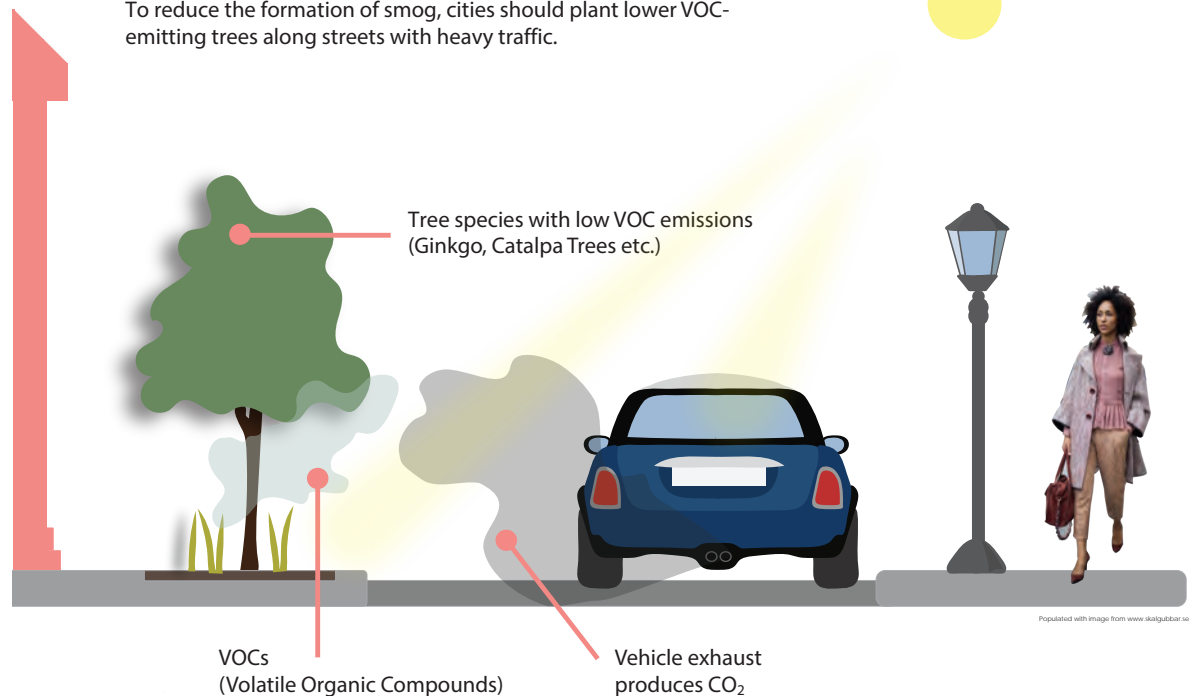 To reduce the formation of smog, cities should plant lower VOC-
emitting trees along streets with heavy traffic.
Tree species with low VOC emissions
(Ginkgo, Catalpa Trees etc.)
Populated with image from www.skalgubbar.se
VOCs
(Volatile Organic Compounds)
Vehicle exhaust
produces CO₂